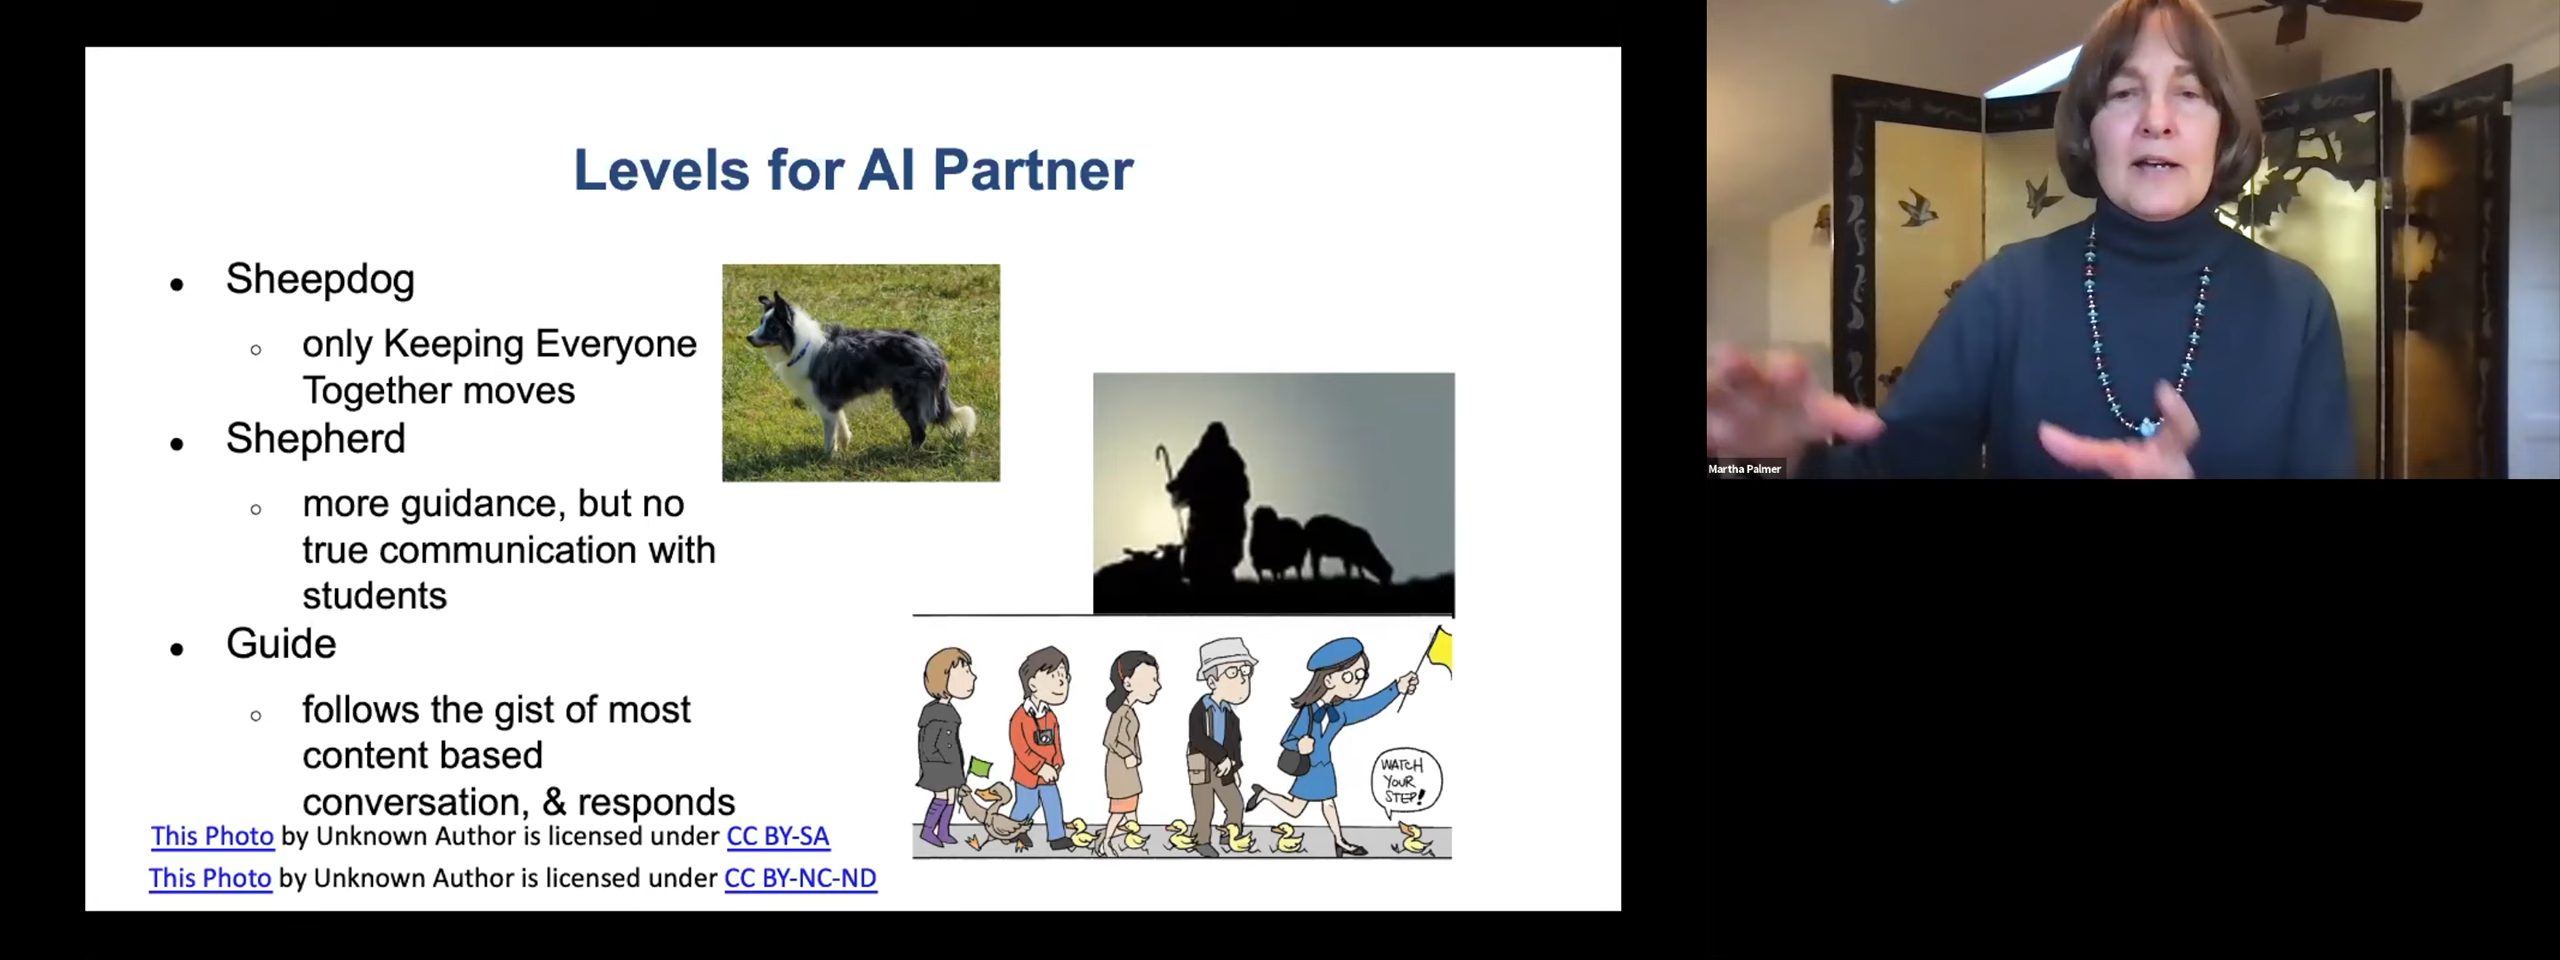 Levels for AI Partner
Sheepdog
only Keeping Everyone
Together moves
Shepherd
more guidance, but no
true communication with
students
Guide
follows the gist of most
content based
conversation, & responds
This Photo by Unknown Author is licensed under CC BY-SA
This Photo by Unknown Author is licensed under CC BY-NC-ND
WATCH
YOUR
STEP!
Martha Palmer